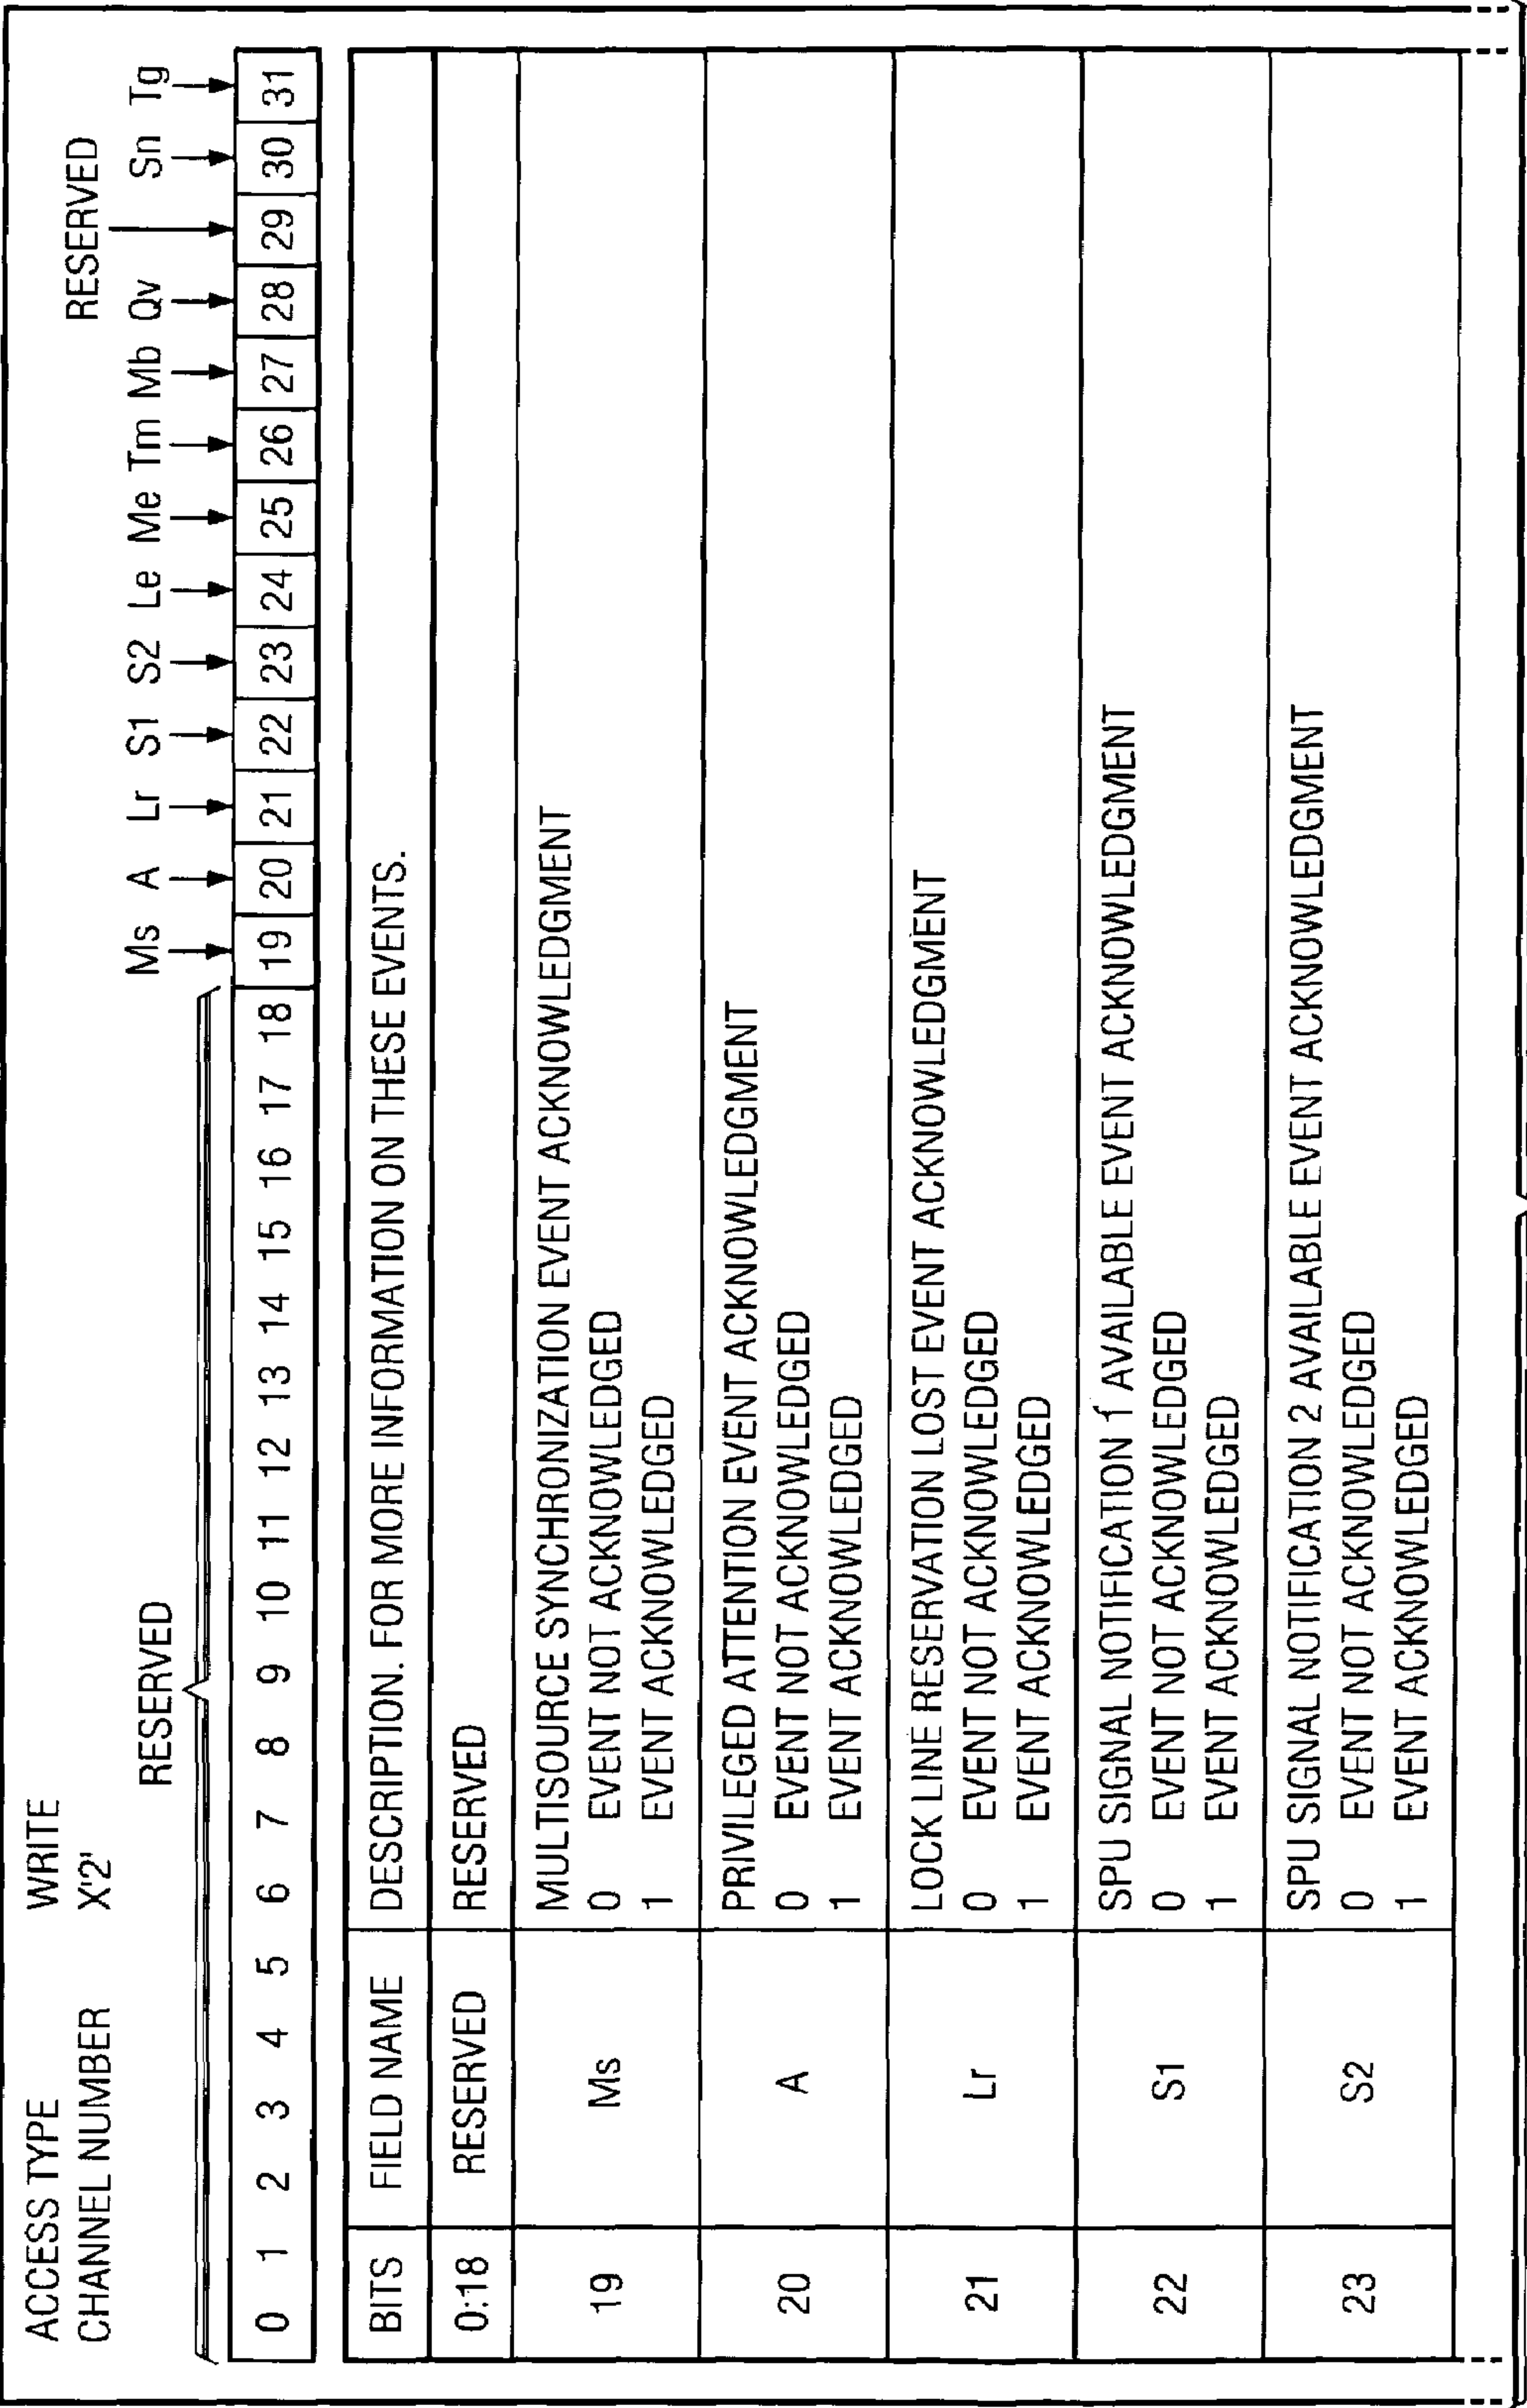 ACCESS TYPE WRITE
CHANNEL NUMBER X'2'
RESERVED
RESERVED
Ms A Lr S1 S2 Le Me Tm Mb Qv Sn Tg
0 1 2 3 4 5 6 7 8 9 10 11 12 13 14 15 16 17 18 19 20 21 22 23 24 25 26 27 28 29 30 31
BITS FIELD NAME DESCRIPTION. FOR MORE INFORMATION ON THESE EVENTS.
0:18 RESERVED RESERVED
19 Ms MULTISOURCE SYNCHRONIZATION EVENT ACKNOWLEDGMENT
0 EVENT NOT ACKNOWLEDGED
1 EVENT ACKNOWLEDGED
20 A PRIVILEGED ATTENTION EVENT ACKNOWLEDGMENT
0 EVENT NOT ACKNOWLEDGED
1 EVENT ACKNOWLEDGED
21 Lr LOCK LINE RESERVATION LOST EVENT ACKNOWLEDGMENT
0 EVENT NOT ACKNOWLEDGED
1 EVENT ACKNOWLEDGED
22 S1 SPU SIGNAL NOTIFICATION 1 AVAILABLE EVENT ACKNOWLEDGMENT
0 EVENT NOT ACKNOWLEDGED
1 EVENT ACKNOWLEDGED
23 S2 SPU SIGNAL NOTIFICATION 2 AVAILABLE EVENT ACKNOWLEDGMENT
0 EVENT NOT ACKNOWLEDGED
1 EVENT ACKNOWLEDGED